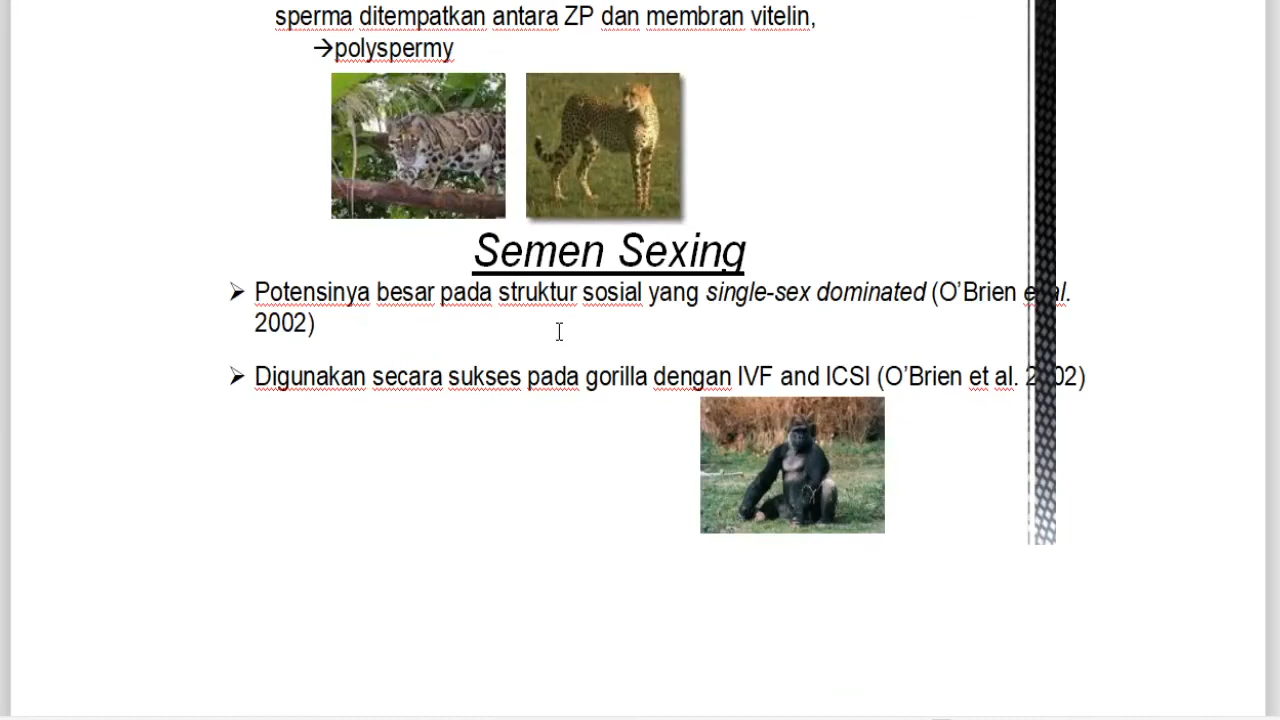 sperma ditempatkan antara ZP dan membran vitelin,
→polyspermy
Semen Sexing
➢ Potensinya besar pada struktur sosial yang single-sex dominated (O’Brien et al.
2002)
➢ Digunakan secara sukses pada gorilla dengan IVF and ICSI (O’Brien et al. 2002)